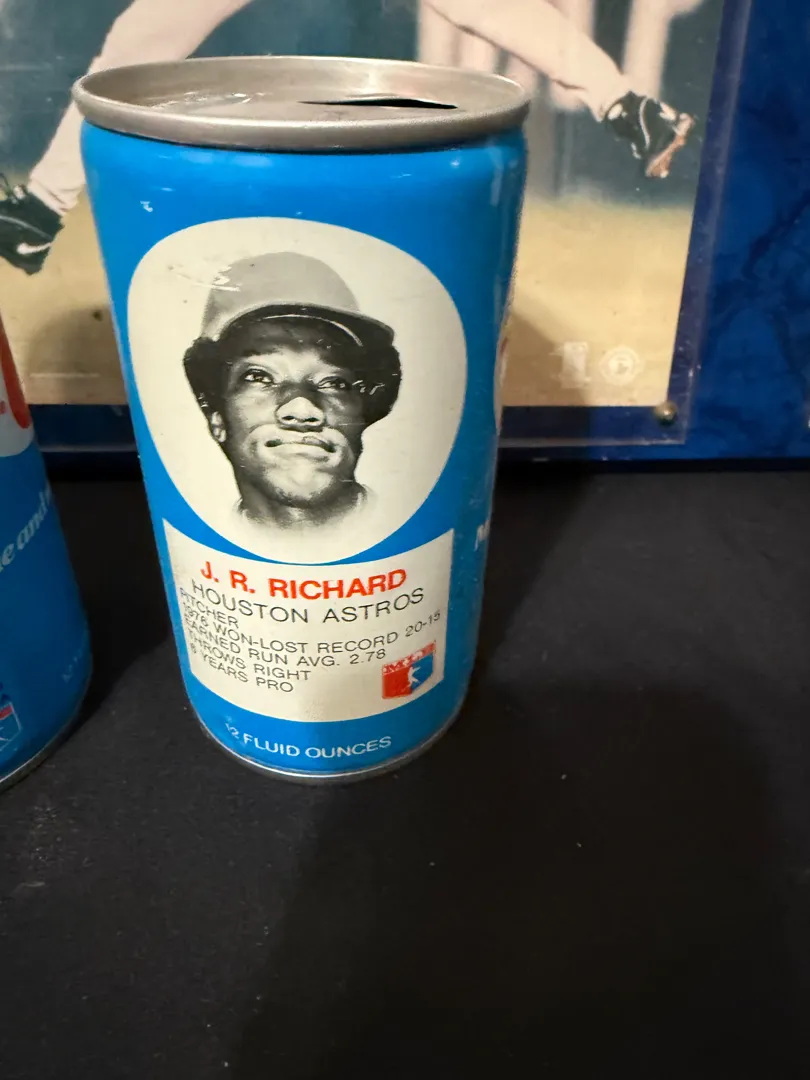 J. R. RICHARD
HOUSTON ASTROS
PITCHER
1976 WON-LOST RECORD 20-15
EARNED RUN AVG. 2.78
THROWS RIGHT
6 YEARS PRO
12 FLUID OUNCES